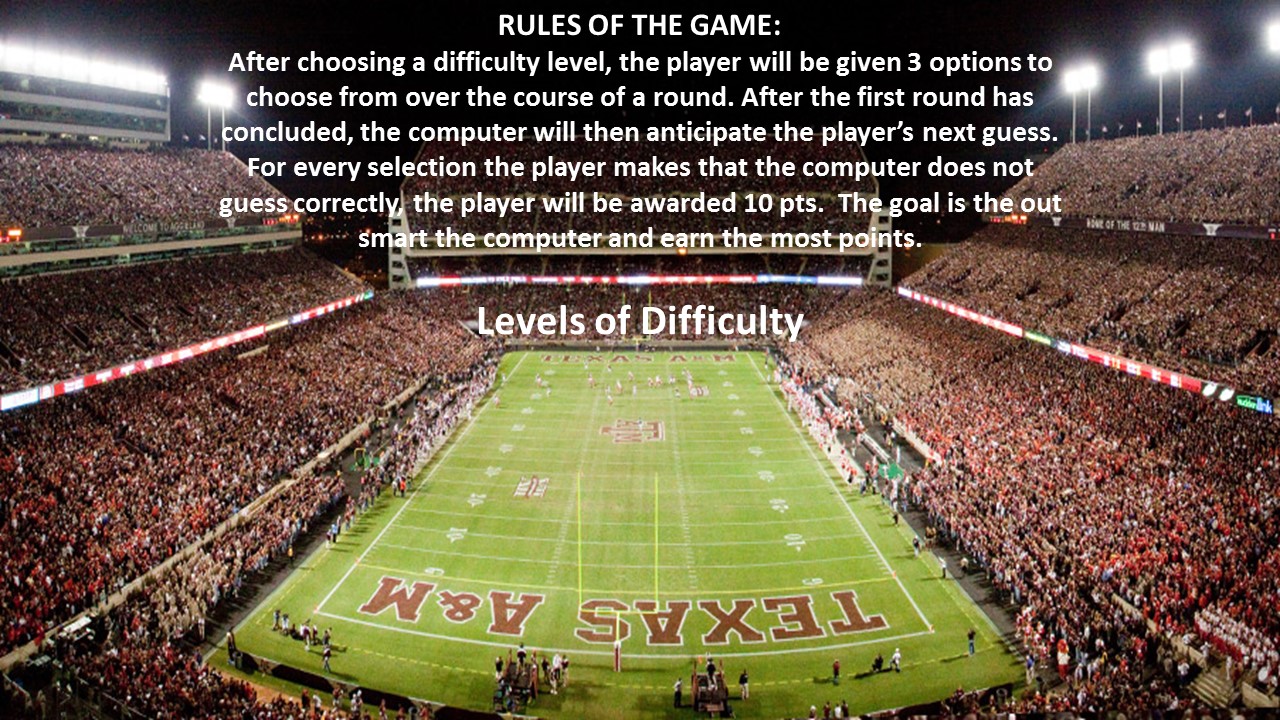 RULES OF THE GAME:
After choosing a difficulty level, the player will be given 3 options to
choose from over the course of a round. After the first round has
concluded, the computer will then anticipate the player’s next guess.
For every selection the player makes that the computer does not
guess correctly, the player will be awarded 10 pts.  The goal is the out
smart the computer and earn the most points.
WELCOME TO AGGIELAND
HOME OF THE 12TH MAN
Levels of Difficulty
TEXAS A&M
ATM
TEXAS A&M